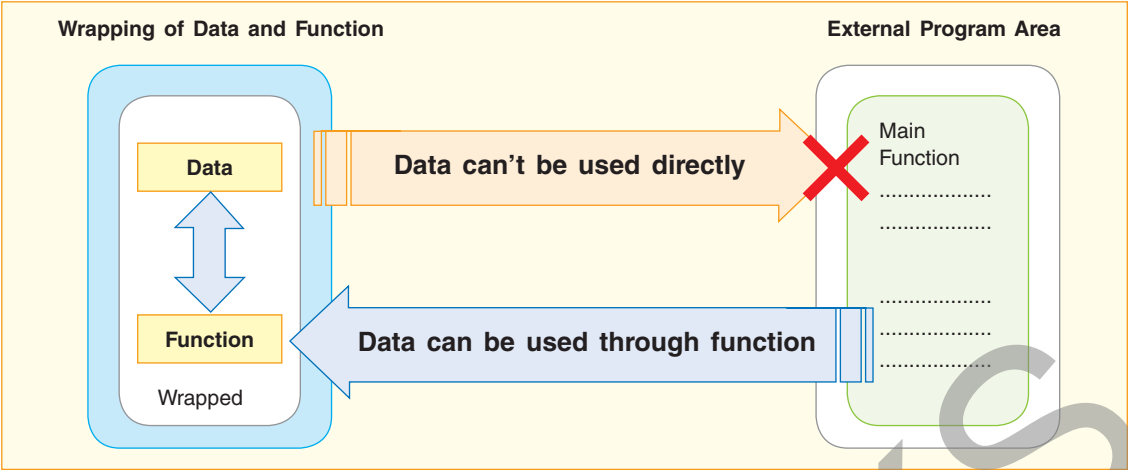 Wrapping of Data and Function
External Program Area
Data
Function
Wrapped
Data can't be used directly
Data can be used through function
Main
Function
...................
...................
...................
...................
...................